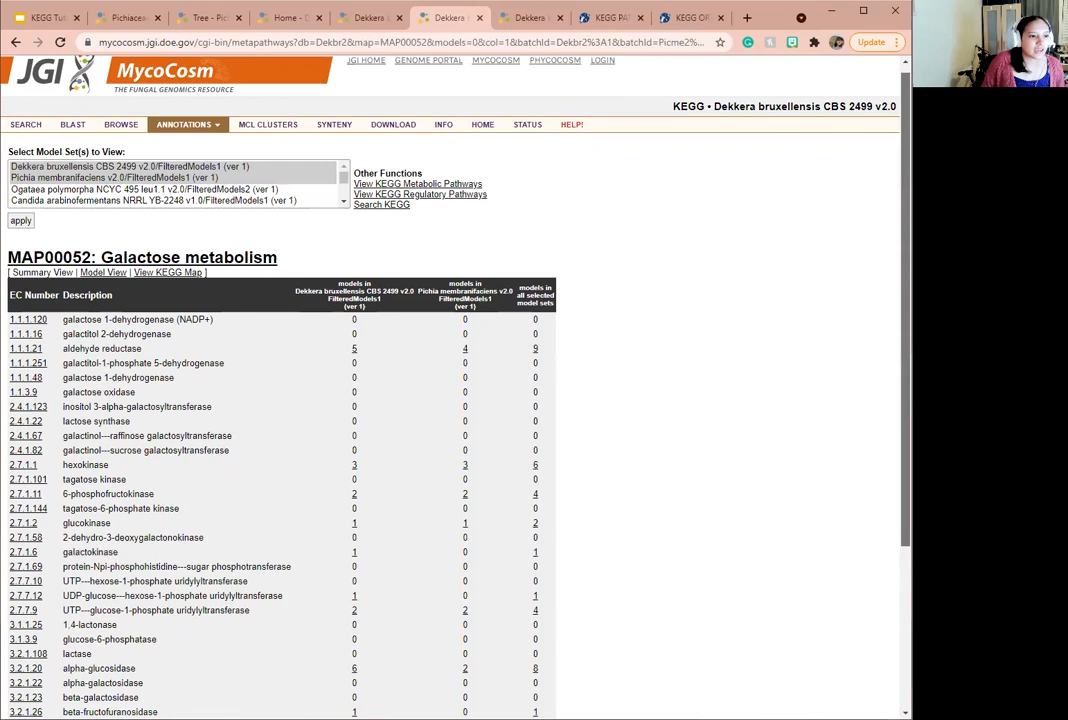 KEGG Tut
Pichiacea
Tree - Pic
Home - D
Dekkera b
Dekkera b
Dekkera b
KEGG PA
KEGG OR
mycocosm.jgi.doe.gov/cgi-bin/metapathways?db=Dekbr2&map=MAP00052&models=0&col=1&batchId=Dekbr2%3A1&batchId=Picme2%...
Update
JGI
MycoCosm
THE FUNGAL GENOMICS RESOURCE
JGI HOME GENOME PORTAL MYCOCOSM PHYCOCOSM LOGIN
KEGG • Dekkera bruxellensis CBS 2499 v2.0
SEARCH BLAST BROWSE ANNOTATIONS MCL CLUSTERS SYNTENY DOWNLOAD INFO HOME STATUS HELP!
Select Model Set(s) to View:
Dekkera bruxellensis CBS 2499 v2.0/FilteredModels1 (ver 1)
Pichia membranifaciens v2.0/FilteredModels1 (ver 1)
Ogataea polymorpha NCYC 495 leu1.1 v2.0/FilteredModels2 (ver 1)
Candida arabinofermentans NRRL YB-2248 v1.0/FilteredModels1 (ver 1)
Other Functions
View KEGG Metabolic Pathways
View KEGG Regulatory Pathways
Search KEGG
apply
MAP00052: Galactose metabolism
[ Summary View | Model View | View KEGG Map ]
EC Number Description
models in
Dekkera bruxellensis CBS 2499 v2.0
FilteredModels1
(ver 1)
models in
Pichia membranifaciens v2.0
FilteredModels1
(ver 1)
models in
all selected
model sets
1.1.1.120 galactose 1-dehydrogenase (NADP+) 0 0 0
1.1.1.16 galactitol 2-dehydrogenase 0 0 0
1.1.1.21 aldehyde reductase 5 4 9
1.1.1.251 galactitol-1-phosphate 5-dehydrogenase 0 0 0
1.1.1.48 galactose 1-dehydrogenase 0 0 0
1.1.3.9 galactose oxidase 0 0 0
2.4.1.123 inositol 3-alpha-galactosyltransferase 0 0 0
2.4.1.22 lactose synthase 0 0 0
2.4.1.67 galactinol---raffinose galactosyltransferase 0 0 0
2.4.1.82 galactinol---sucrose galactosyltransferase 0 0 0
2.7.1.1 hexokinase 3 3 6
2.7.1.101 tagatose kinase 0 0 0
2.7.1.11 6-phosphofructokinase 2 2 4
2.7.1.144 tagatose-6-phosphate kinase 0 0 0
2.7.1.2 glucokinase 1 1 2
2.7.1.58 2-dehydro-3-deoxygalactonokinase 0 0 0
2.7.1.6 galactokinase 1 0 1
2.7.1.69 protein-Npi-phosphohistidine---sugar phosphotransferase 0 0 0
2.7.7.10 UTP---hexose-1-phosphate uridylyltransferase 0 0 0
2.7.7.12 UDP-glucose---hexose-1-phosphate uridylyltransferase 1 0 1
2.7.7.9 UTP---glucose-1-phosphate uridylyltransferase 2 2 4
3.1.1.25 1,4-lactonase 0 0 0
3.1.3.9 glucose-6-phosphatase 0 0 0
3.2.1.108 lactase 0 0 0
3.2.1.20 alpha-glucosidase 6 2 8
3.2.1.22 alpha-galactosidase 0 0 0
3.2.1.23 beta-galactosidase 0 0 0
3.2.1.26 beta-fructofuranosidase 1 0 1